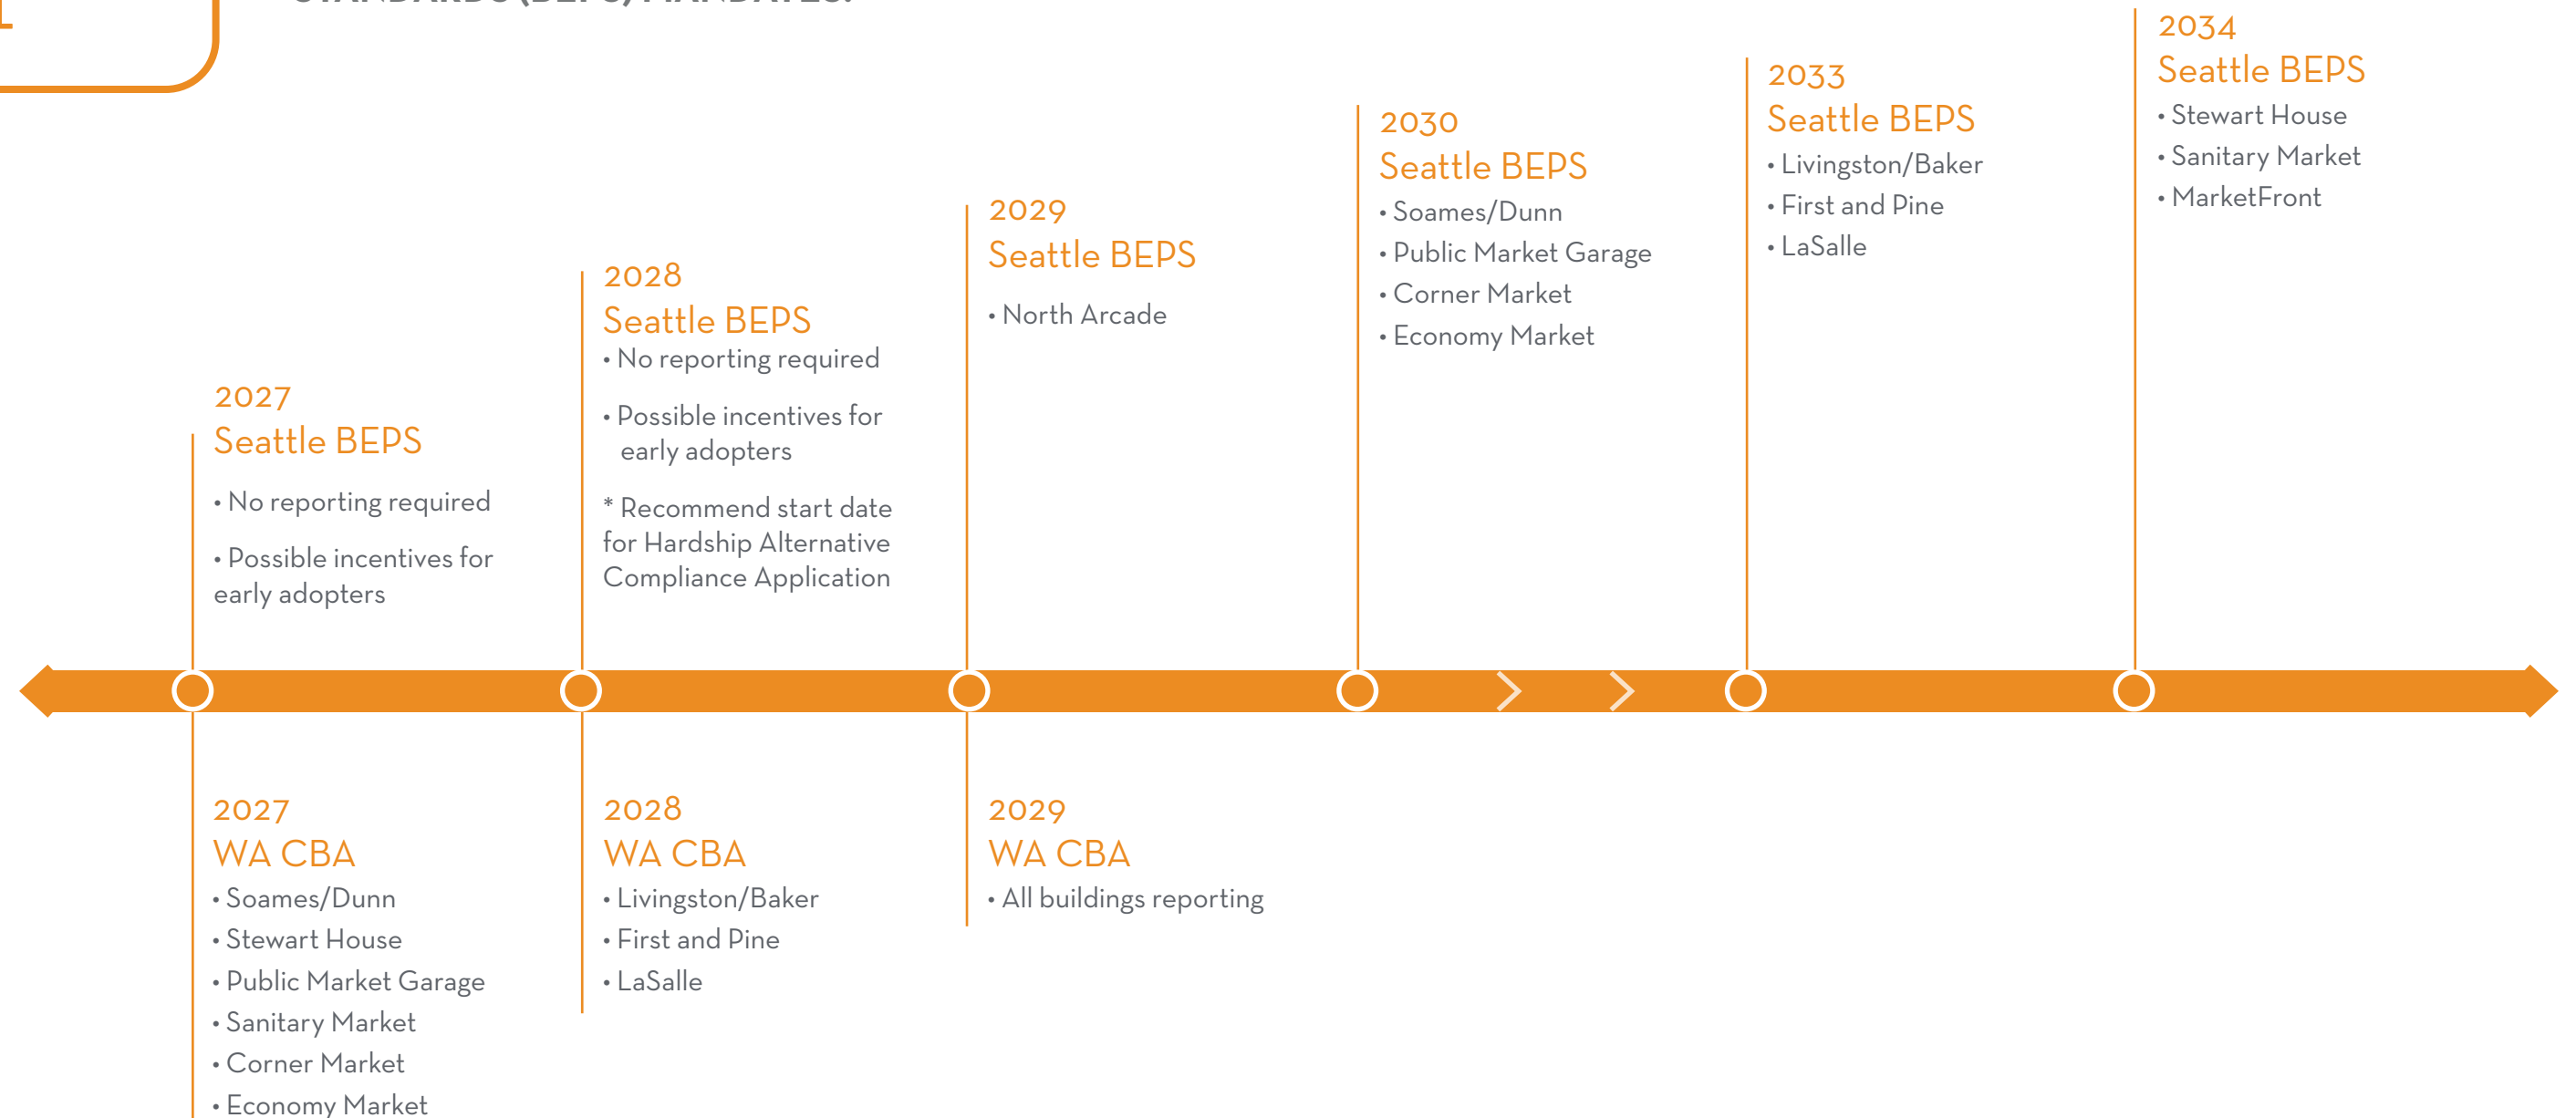 STANDARDS (BEPS) MANDATES.
2027
Seattle BEPS
• No reporting required
• Possible incentives for
early adopters
2028
Seattle BEPS
• No reporting required
• Possible incentives for
early adopters
* Recommend start date
for Hardship Alternative
Compliance Application
2029
Seattle BEPS
• North Arcade
2030
Seattle BEPS
• Soames/Dunn
• Public Market Garage
• Corner Market
• Economy Market
2033
Seattle BEPS
• Livingston/Baker
• First and Pine
• LaSalle
2034
Seattle BEPS
• Stewart House
• Sanitary Market
• MarketFront
2027
WA CBA
• Soames/Dunn
• Stewart House
• Public Market Garage
• Sanitary Market
• Corner Market
• Economy Market
2028
WA CBA
• Livingston/Baker
• First and Pine
• LaSalle
2029
WA CBA
• All buildings reporting